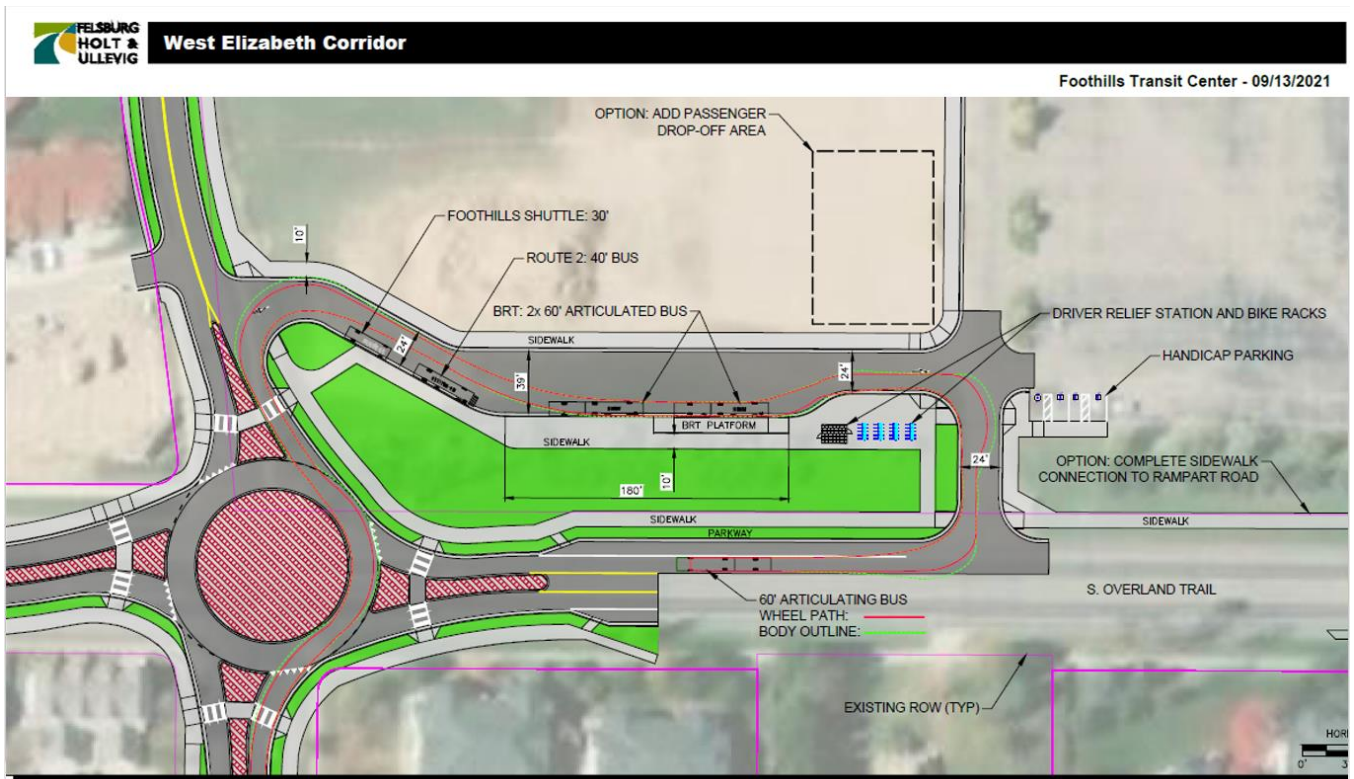 FELSBURG
HOLT &
ULLEVIG
West Elizabeth Corridor
Foothills Transit Center - 09/13/2021
OPTION: ADD PASSENGER
DROP-OFF AREA
FOOTHILLS SHUTTLE: 30'
10'
ROUTE 2: 40' BUS
BRT: 2x 60' ARTICULATED BUS
DRIVER RELIEF STATION AND BIKE RACKS
SIDEWALK
24'
HANDICAP PARKING
39'
24'
BRT PLATFORM
SIDEWALK
24'
OPTION: COMPLETE SIDEWALK
CONNECTION TO RAMPART ROAD
10'
180'
SIDEWALK
SIDEWALK
PARKWAY
S. OVERLAND TRAIL
60' ARTICULATING BUS
WHEEL PATH:
BODY OUTLINE:
EXISTING ROW (TYP)
HORI
0'
3